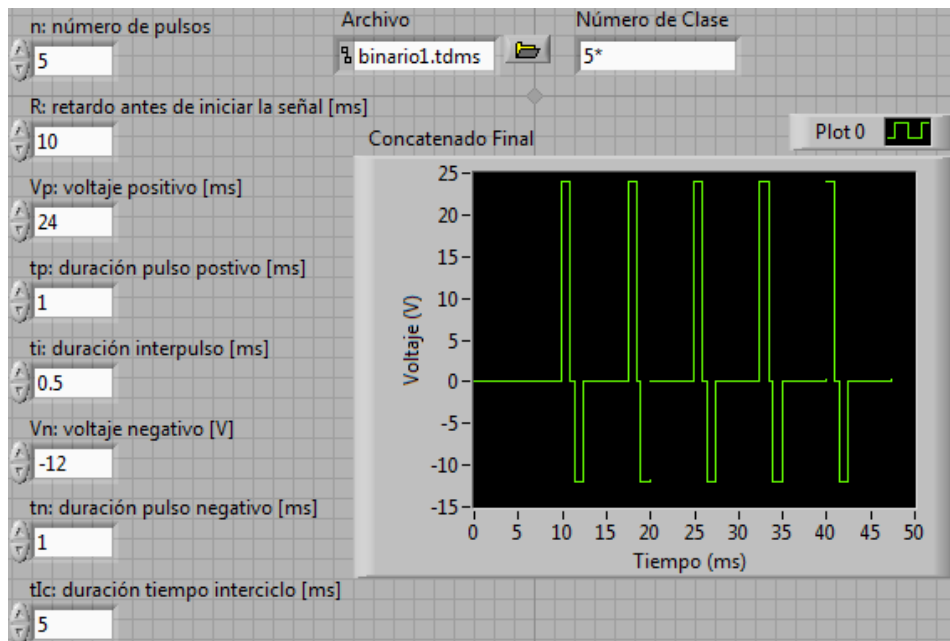 n: número de pulsos
5
R: retardo antes de iniciar la señal [ms]
10
Vp: voltaje positivo [ms]
24
tp: duración pulso postivo [ms]
1
ti: duración interpulso [ms]
0.5
Vn: voltaje negativo [V]
-12
tn: duración pulso negativo [ms]
1
tIc: duración tiempo interciclo [ms]
5
Archivo
binario1.tdms
Número de Clase
5*
Concatenado Final
Plot 0
Voltaje (V)
25
20
15
10
5
0
-5
-10
-15
0 5 10 15 20 25 30 35 40 45 50
Tiempo (ms)